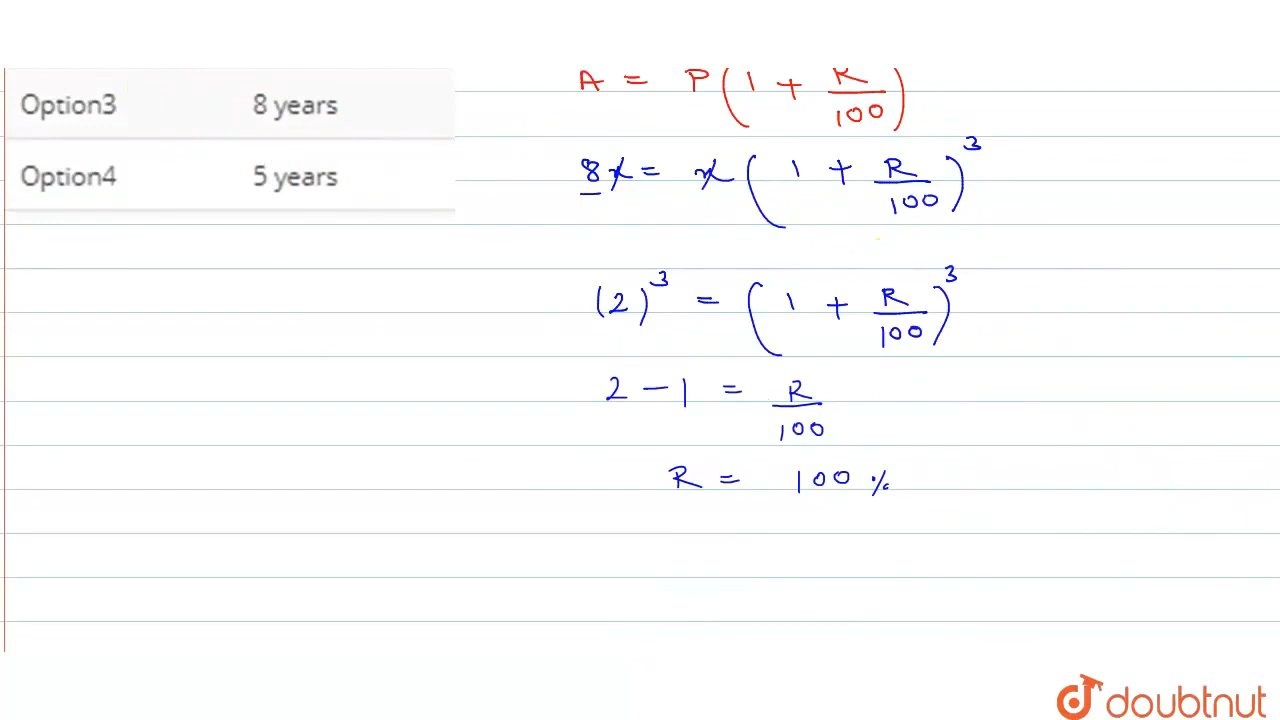 A = P(1 + R/100)
Option3 8 years
8x = x(1 + R/100)^3
Option4 5 years
(2)^3 = (1 + R/100)^3
2 - 1 = R/100
R = 100 %
doubtnut